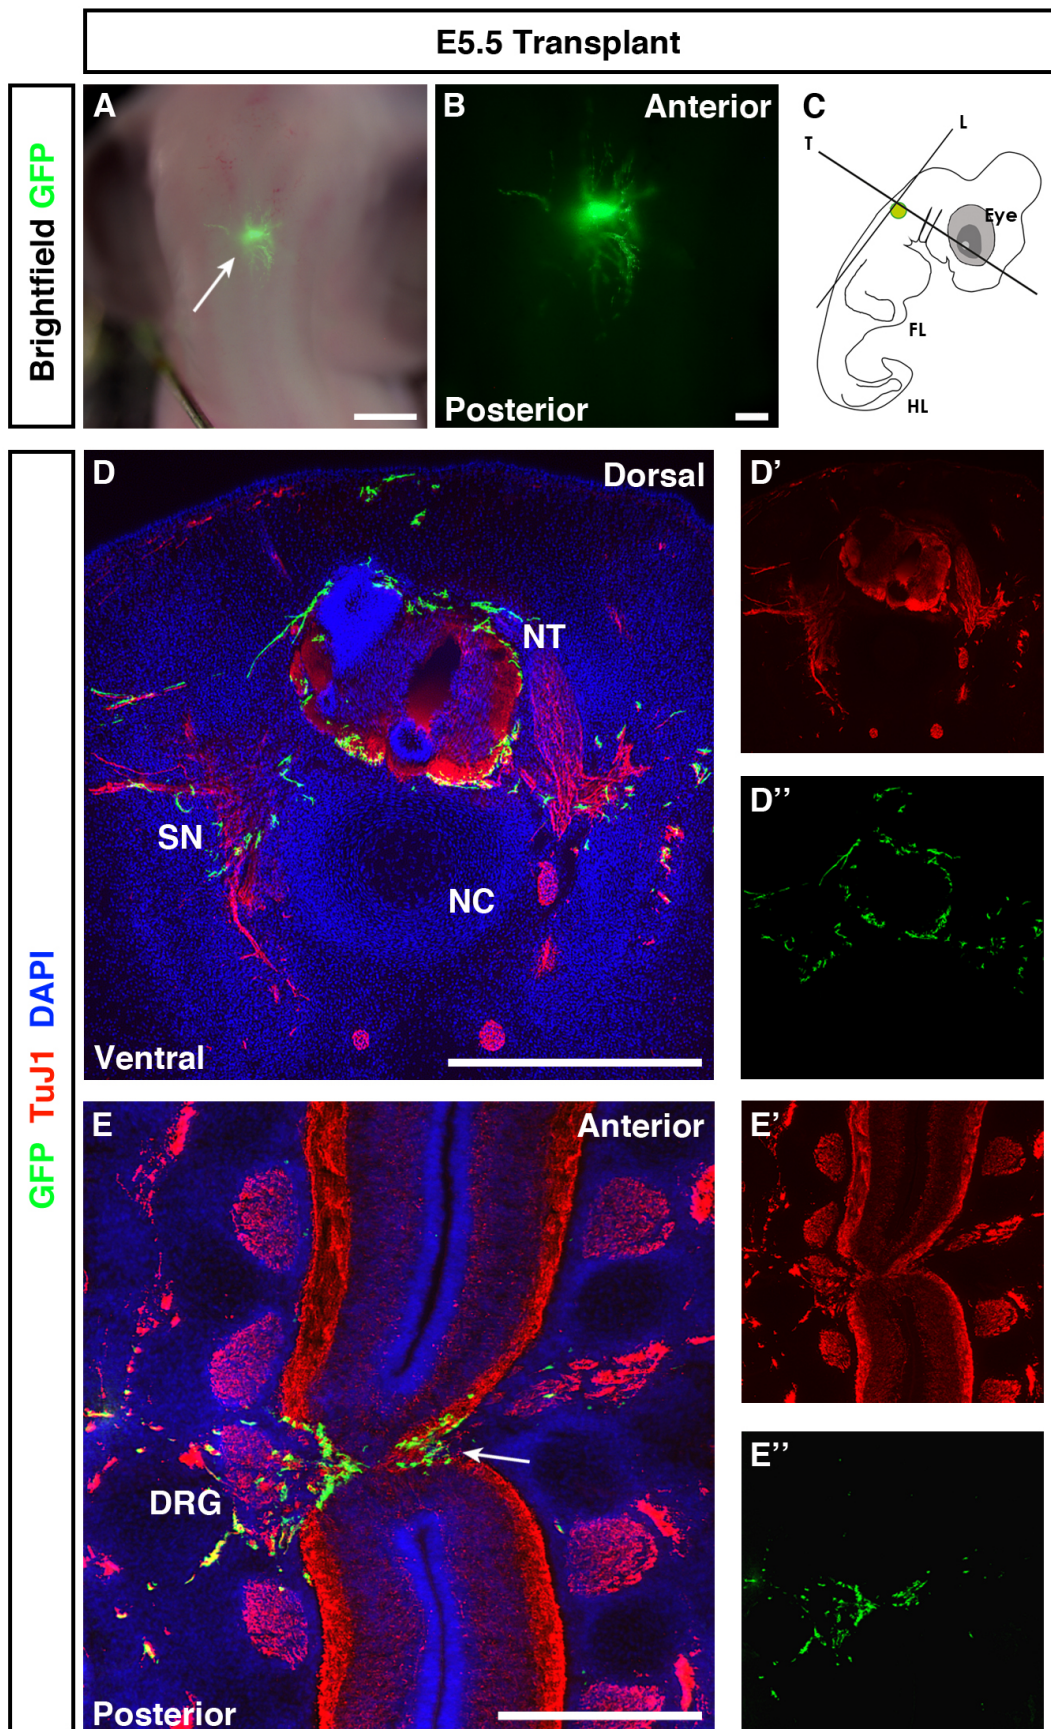 E5.5 Transplant
Brightfield GFP
A
B
Anterior
Posterior
C
L
T
Eye
FL
HL
GFP TuJ1 DAPI
D
Dorsal
NT
SN
NC
Ventral
D’
D’’
E
Anterior
DRG
Posterior
E’
E’’